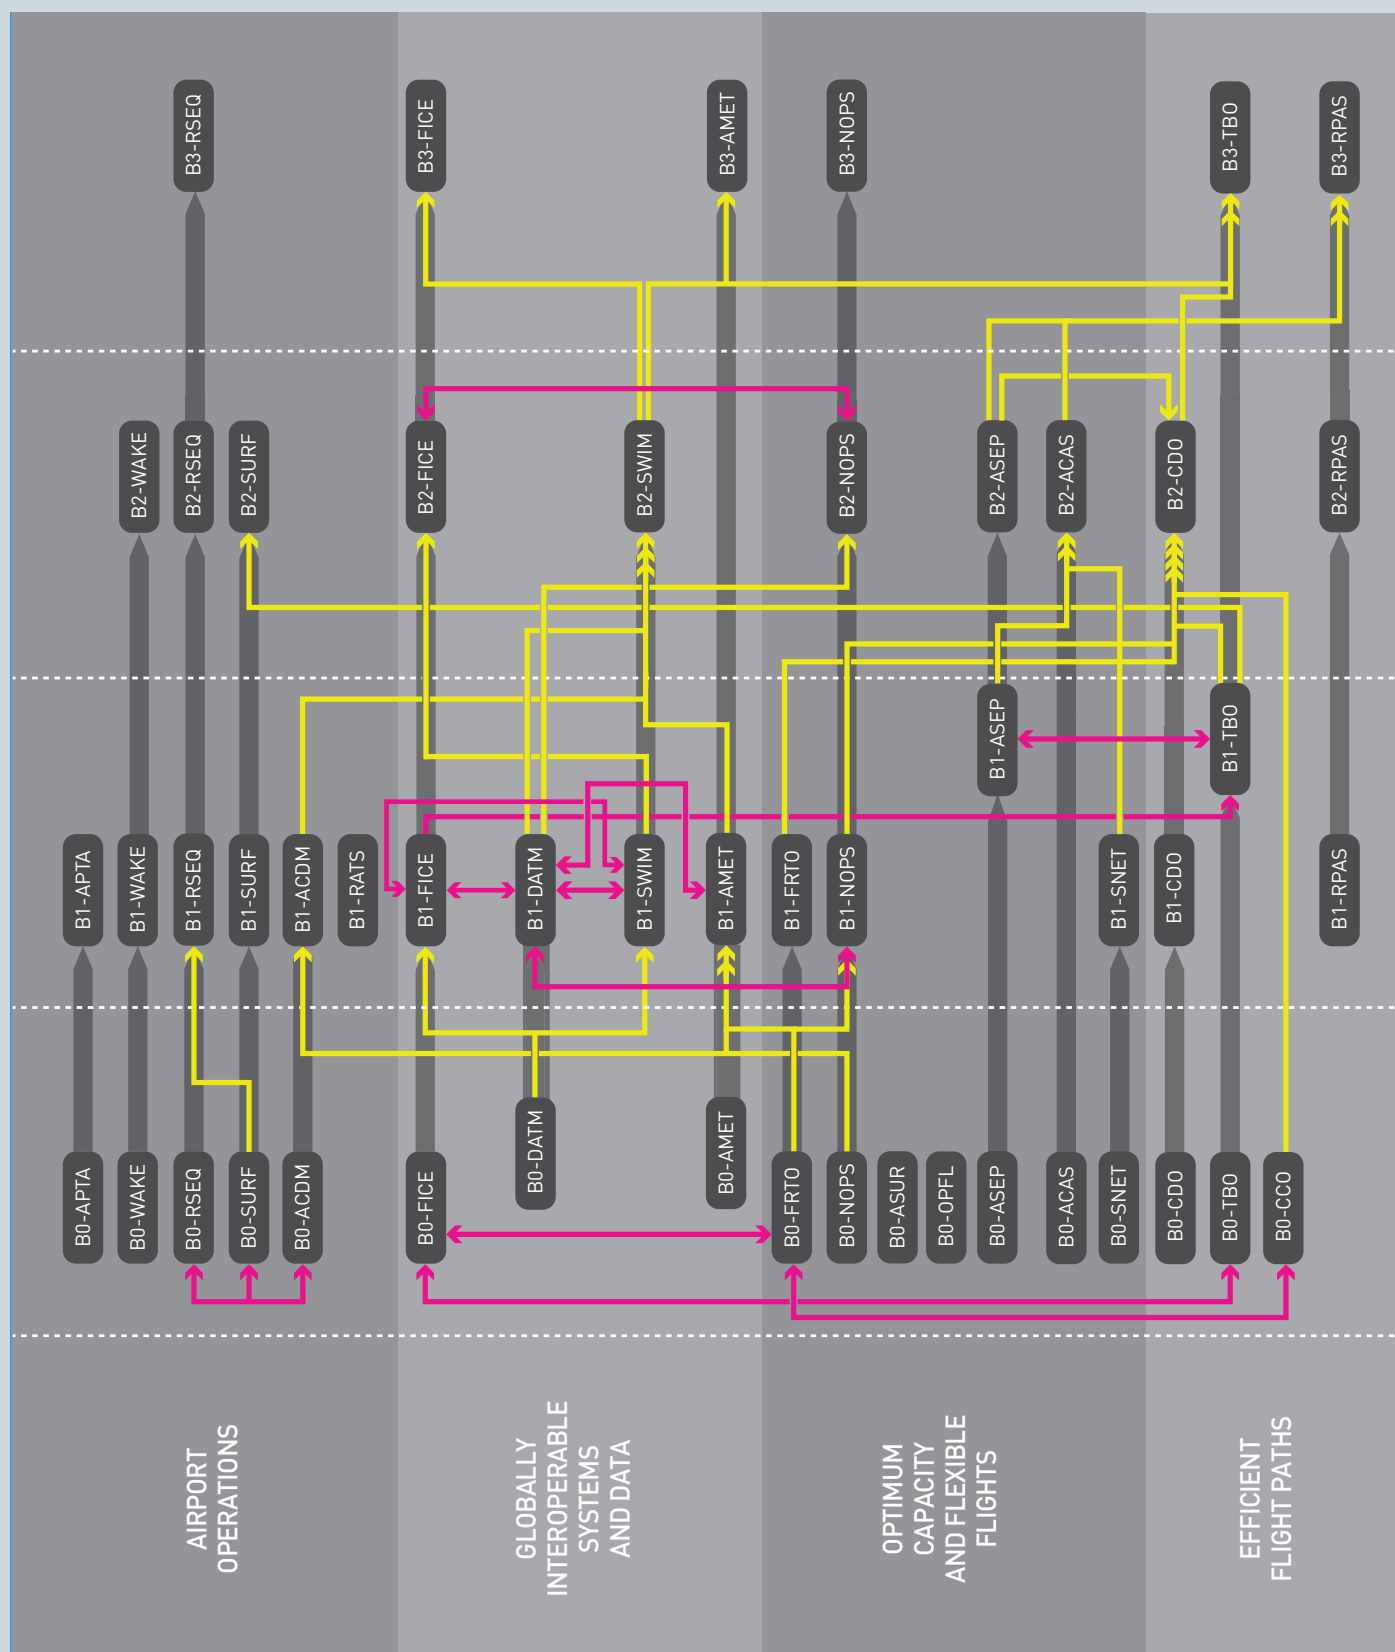 AIRPORT
OPERATIONS
B0-APTA
B1-APTA
B0-WAKE
B1-WAKE
B2-WAKE
B0-RSEQ
B1-RSEQ
B2-RSEQ
B3-RSEQ
B0-SURF
B1-SURF
B2-SURF
B0-ACDM
B1-ACDM
B1-RATS
GLOBALLY
INTEROPERABLE
SYSTEMS
AND DATA
B0-FICE
B1-FICE
B2-FICE
B3-FICE
B0-DATM
B1-DATM
B1-SWIM
B2-SWIM
B0-AMET
B1-AMET
B3-AMET
OPTIMUM
CAPACITY
AND FLEXIBLE
FLIGHTS
B0-FRTO
B1-FRTO
B0-NOPS
B1-NOPS
B2-NOPS
B3-NOPS
B0-ASUR
B0-OPFL
B0-ASEP
B1-ASEP
B2-ASEP
B0-ACAS
B2-ACAS
B0-SNET
B1-SNET
EFFICIENT
FLIGHT PATHS
B0-CDO
B1-CDO
B2-CDO
B0-TBO
B1-TBO
B3-TBO
B0-CCO
B1-RPAS
B2-RPAS
B3-RPAS